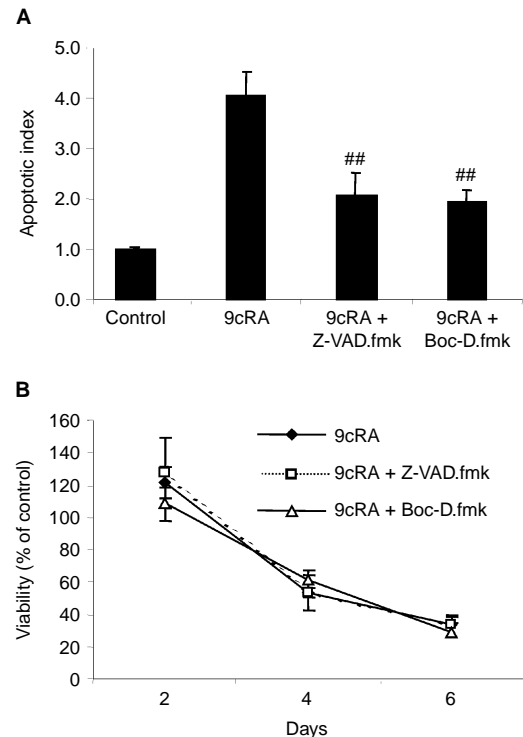 A
Apoptotic index
5.0
4.0
3.0
2.0
1.0
0.0
##
##
Control
9cRA
9cRA +
Z-VAD.fmk
9cRA +
Boc-D.fmk
B
Viability (% of control)
160
140
120
100
80
60
40
20
0
9cRA
9cRA + Z-VAD.fmk
9cRA + Boc-D.fmk
2
4
6
Days